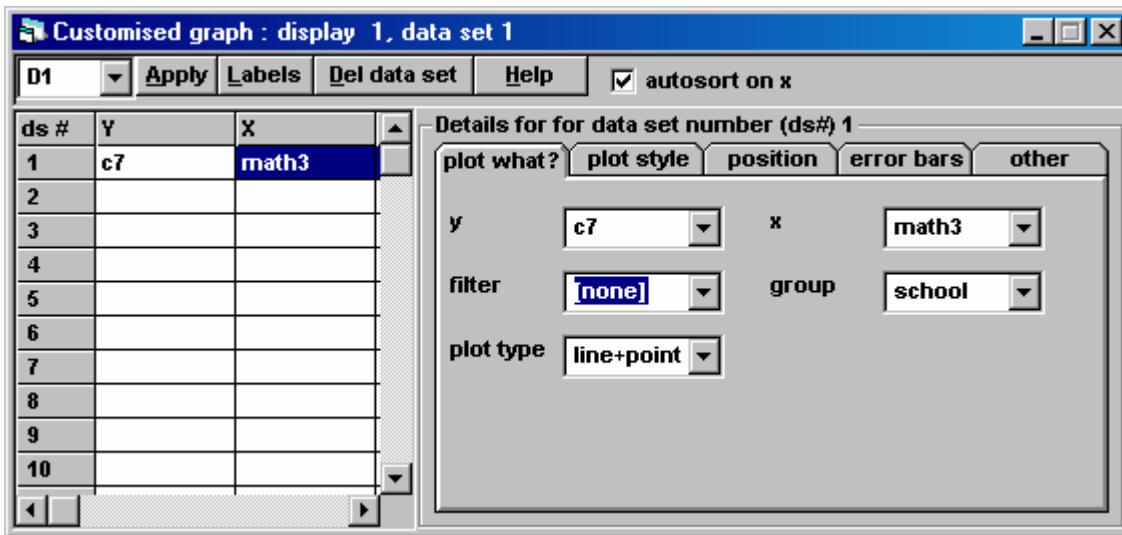 Customised graph : display 1, data set 1
D1 Apply Labels Del data set Help autosort on x
ds # Y X
1 c7 math3
2
3
4
5
6
7
8
9
10
Details for for data set number (ds#) 1
plot what? plot style position error bars other
y c7 x math3
filter [none] group school
plot type line+point